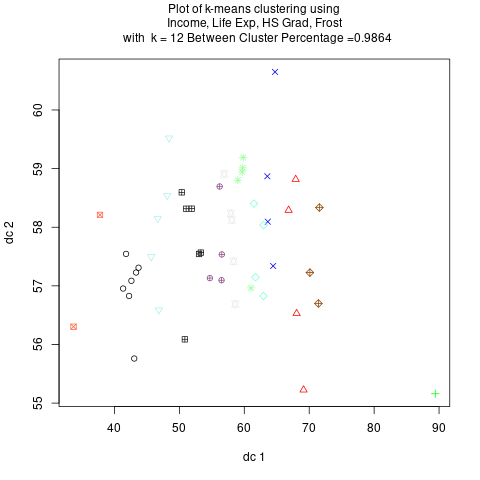 Plot of k-means clustering using
Income, Life Exp, HS Grad, Frost
with k = 12 Between Cluster Percentage =0.9864
60
59
58
57
56
55
dc 2
40 50 60 70 80 90
dc 1